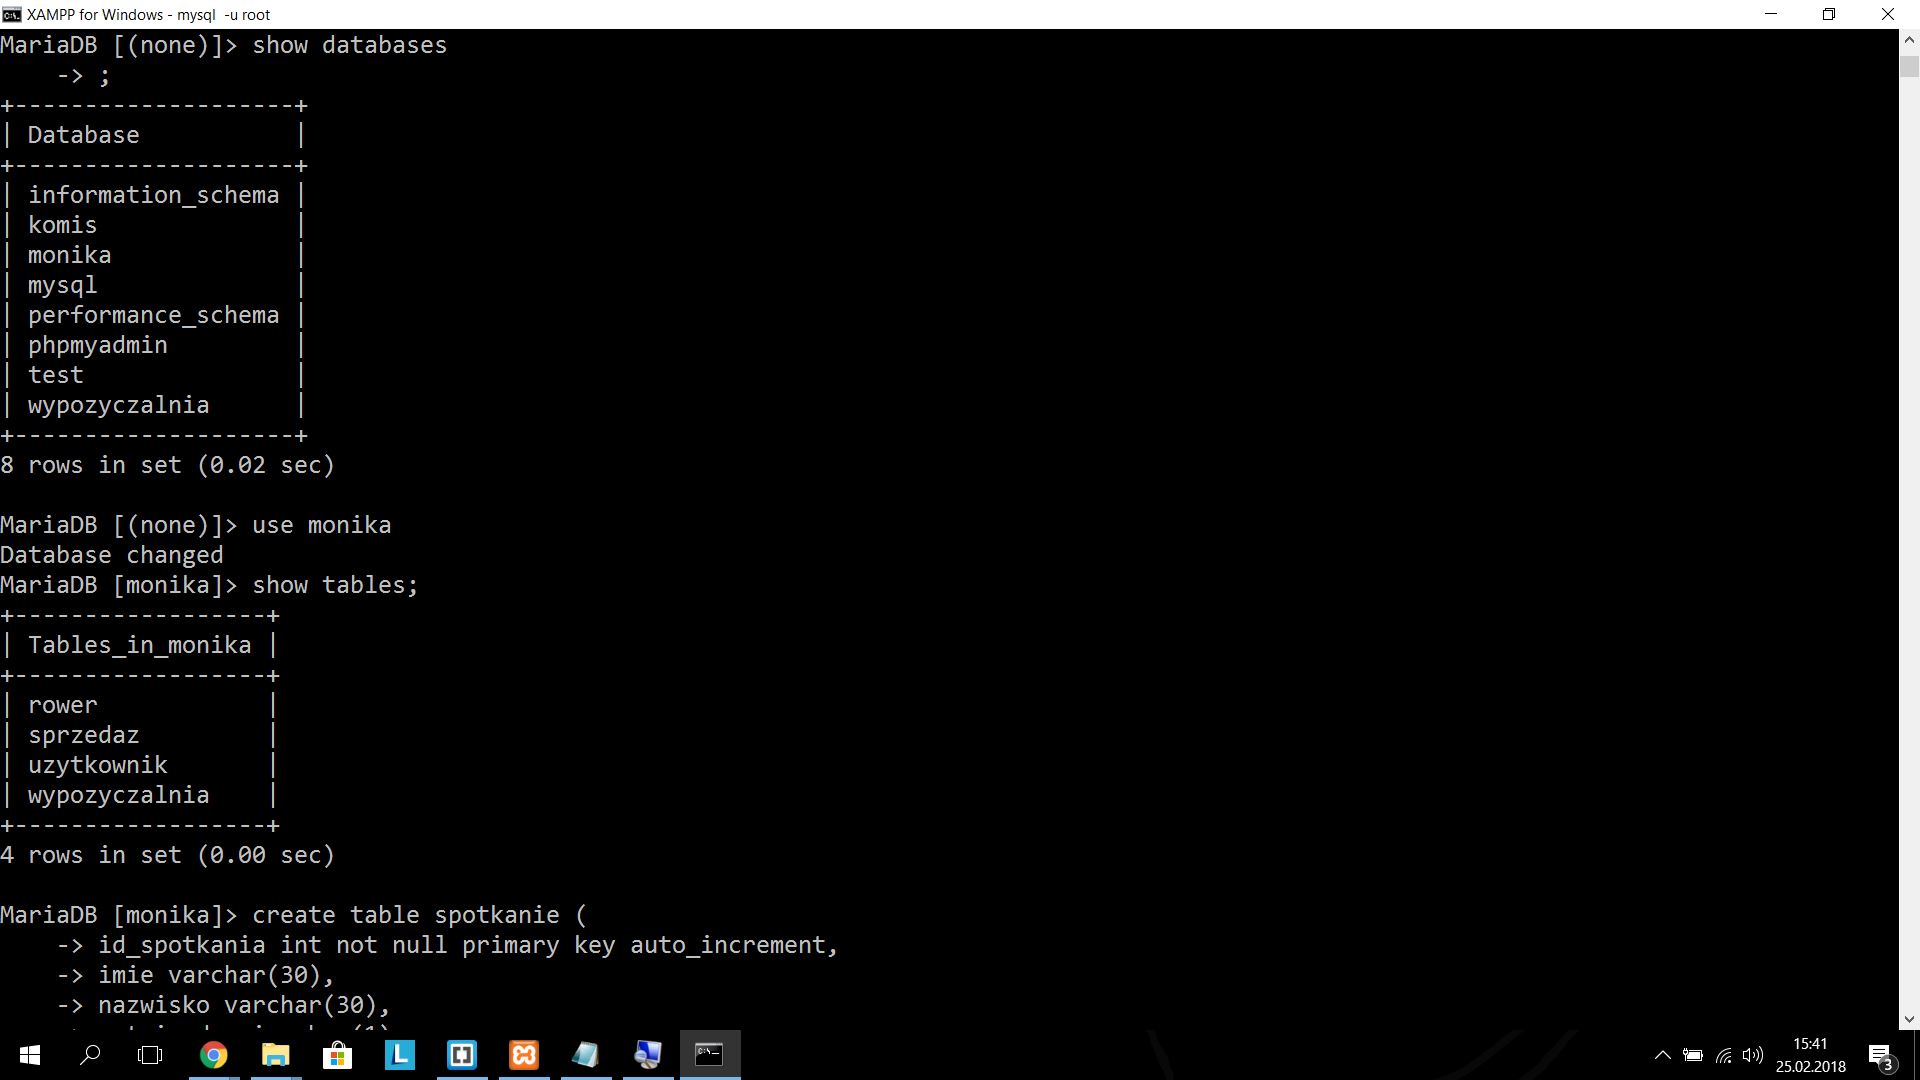 XAMPP for Windows - mysql -u root
MariaDB [(none)]> show databases
    -> ;
+--------------------+
| Database           |
+--------------------+
| information_schema |
| komis              |
| monika             |
| mysql              |
| performance_schema |
| phpmyadmin         |
| test               |
| wypozyczalnia      |
+--------------------+
8 rows in set (0.02 sec)

MariaDB [(none)]> use monika
Database changed
MariaDB [monika]> show tables;
+------------------+
| Tables_in_monika |
+------------------+
| rower            |
| sprzedaz         |
| uzytkownik       |
| wypozyczalnia    |
+------------------+
4 rows in set (0.00 sec)

MariaDB [monika]> create table spotkanie (
    -> id_spotkania int not null primary key auto_increment,
    -> imie varchar(30),
    -> nazwisko varchar(30),
L
15:41
25.02.2018
3